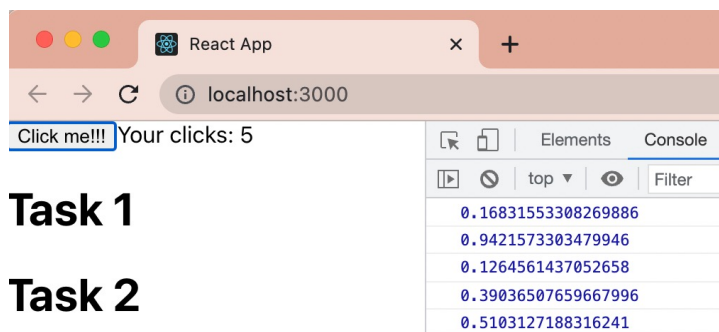 React App
localhost:3000
Click me!!! Your clicks: 5
Elements Console
top Filter
Task 1
Task 2
0.16831553308269886
0.9421573303479946
0.1264561437052658
0.39036507659667996
0.5103127188316241